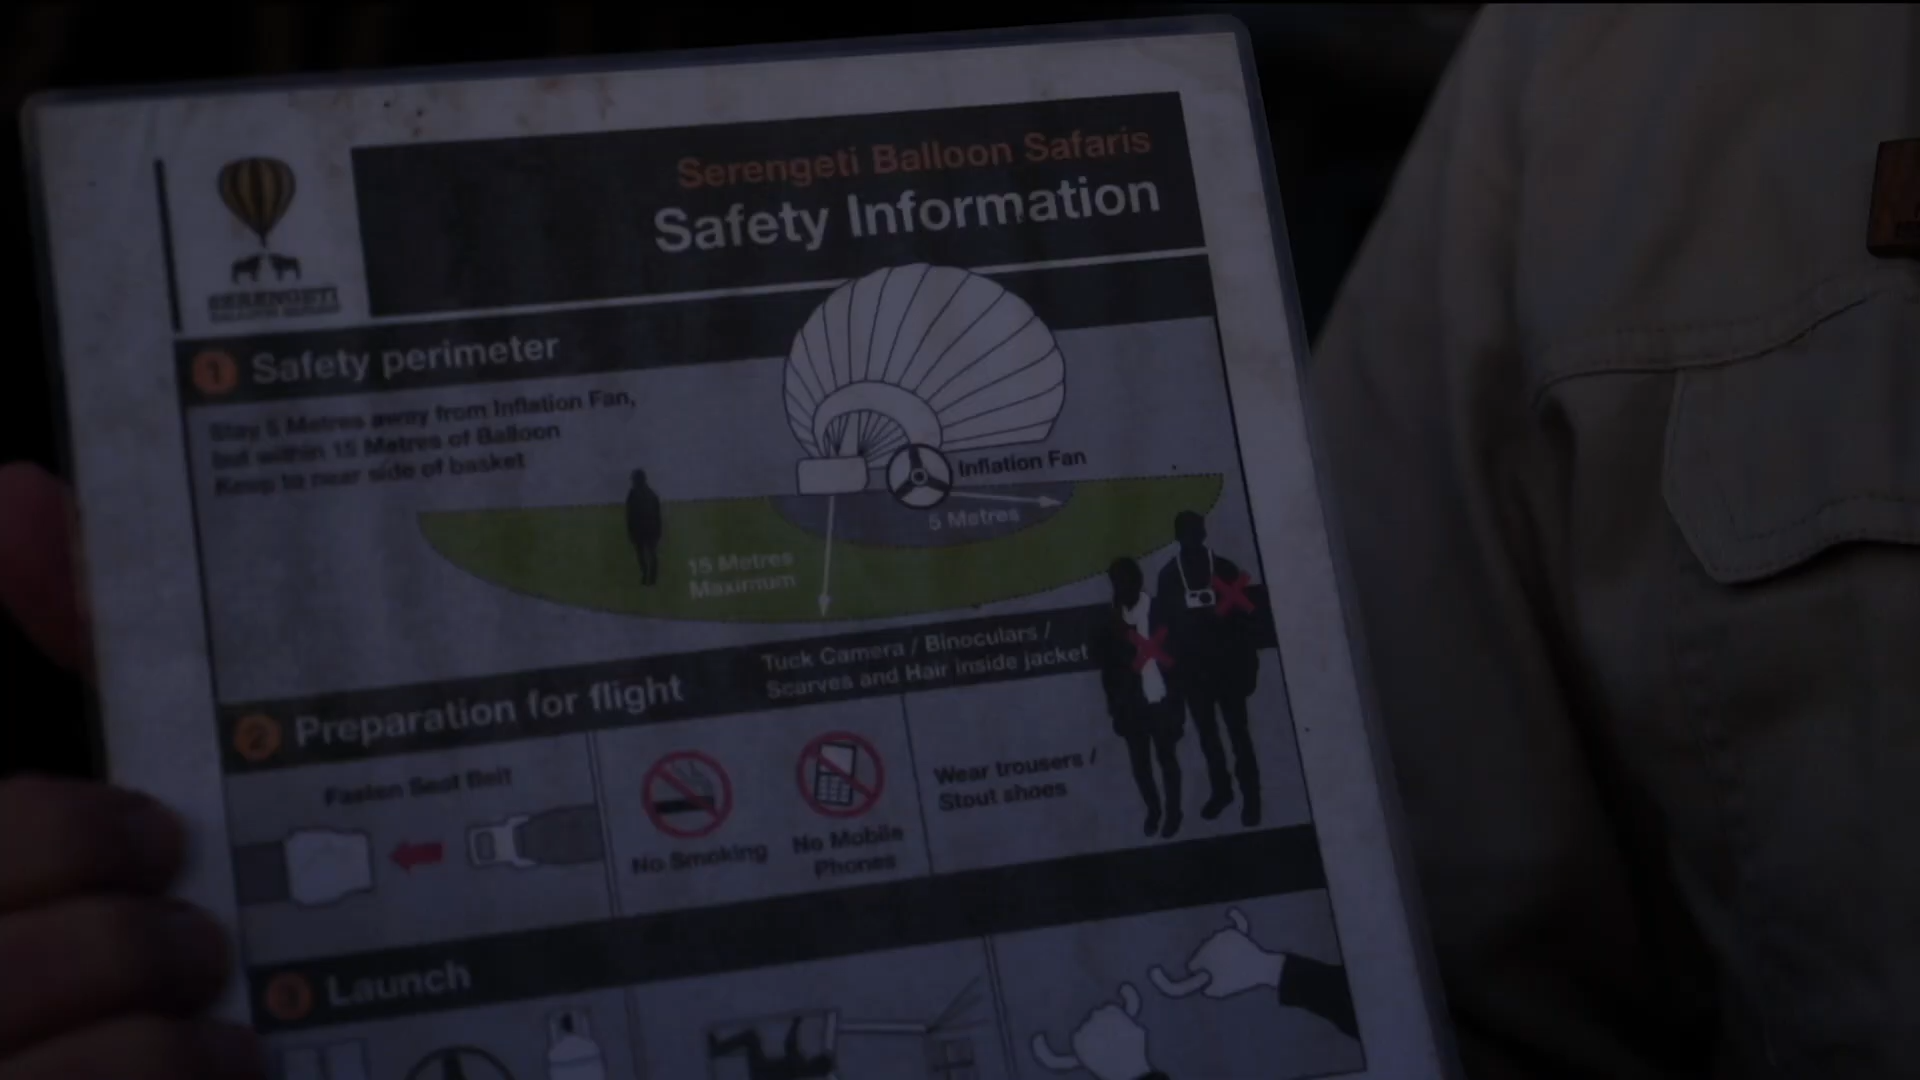 Serengeti Balloon Safaris
Safety Information
SERENGETI
1 Safety perimeter
Stay 5 Metres away from Inflation Fan,
but within 15 Metres of Balloon
Keep to near side of basket
Inflation Fan
5 Metres
15 Metres
Maximum
2 Preparation for flight
Tuck Camera / Binoculars /
Scarves and Hair inside jacket
Fasten Seat Belt
No Smoking
No Mobile
Phones
Wear trousers /
Stout shoes
3 Launch